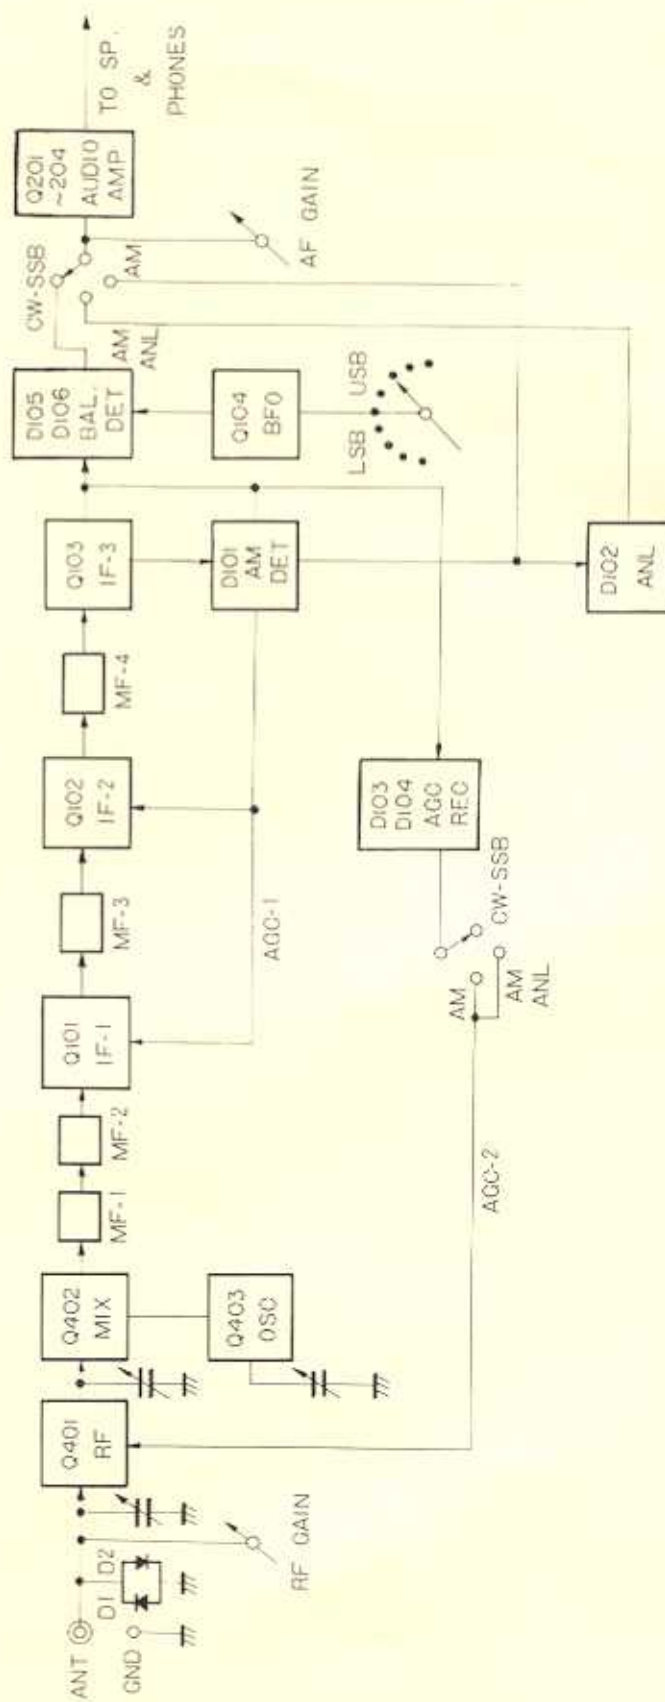 ANT
GND
D1 D2
RF GAIN
Q401
RF
Q402
MIX
Q403
OSC
MF-1
MF-2
Q101
IF-1
MF-3
Q102
IF-2
MF-4
Q103
IF-3
D101
AM
DET
AGC-1
AGC-2
D103
D104
AGC
REC
AM
AM
ANL
CW-SSB
D105
D106
BAL.
DET
Q104
BFO
LSB
USB
D102
ANL
CW-SSB
AM
ANL
AM
AF GAIN
Q201
~204
AUDIO
AMP
TO SP.
&
PHONES